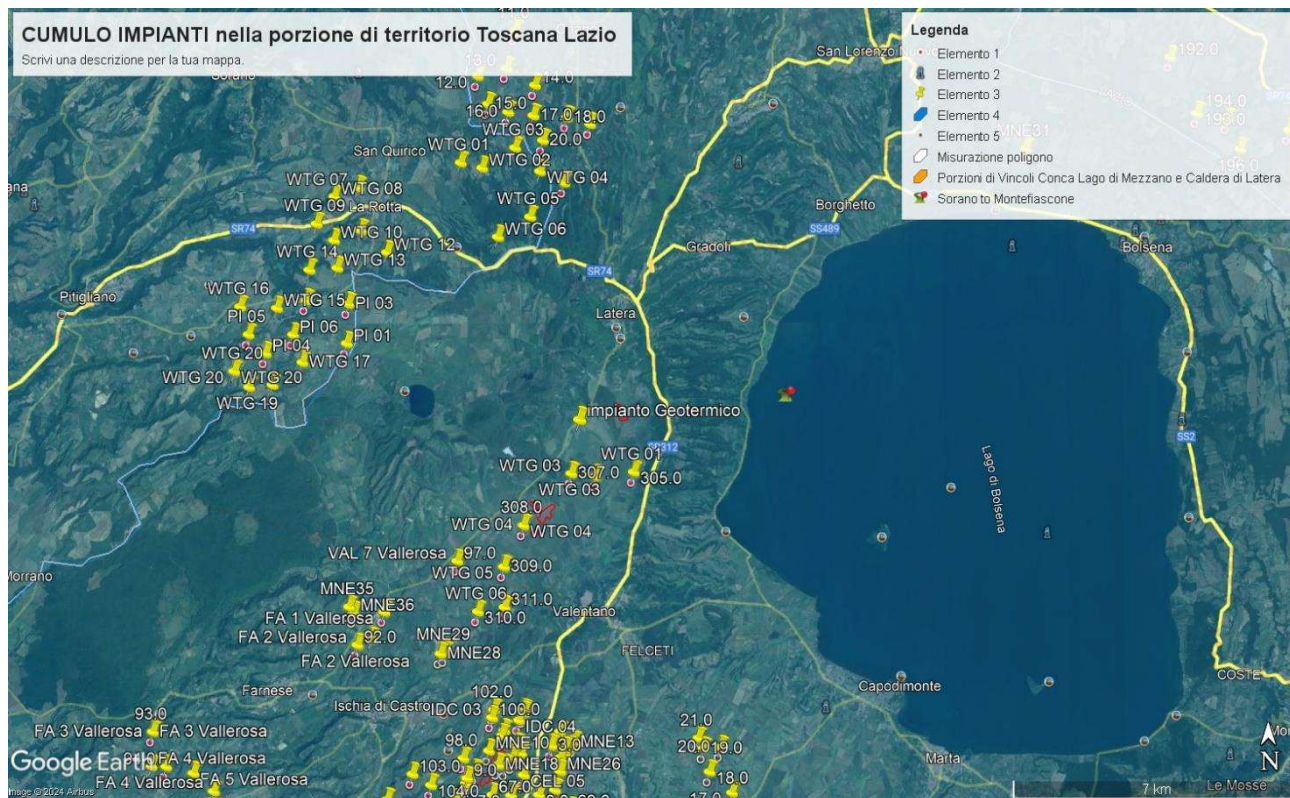 CUMULO IMPIANTI nella porzione di territorio Toscana Lazio
Scrivi una descrizione per la tua mappa.
Legenda
Elemento 1
Elemento 2
Elemento 3
Elemento 4
Elemento 5
Misurazione poligono
Porzioni di Vincoli Conca Lago di Mezzano e Caldera di Latera
Sorano to Montefiascone
San Lorenzo Nuovo
192.0
194.0
193.0
MNE31
196.0
13.0
12.0
14.0
15.0
16.0
17.0
18.0
WTG 03
20.0
San Quirico
WTG 01
WTG 02
WTG 04
WTG 05
WTG 06
WTG 07
WTG 08
La Rotta
WTG 09
WTG 10
SR74
WTG 12
WTG 14
WTG 13
SR74
Borghetto
SS489
Gradoli
Bolsena
Pitigliano
WTG 16
WTG 15
PI 03
PI 05
PI 06
PI 01
PI 04
WTG 20
WTG 17
WTG 20
WTG 20
WTG 19
Latera
impianto Geotermico
SR312
SS2
Lago di Bolsena
WTG 03
307.0
WTG 01
305.0
WTG 03
308.0
WTG 04
WTG 04
VAL 7 Vallerosa
97.0
309.0
WTG 05
WTG 06
311.0
310.0
Valentano
Morrano
MNE35
MNE36
FA 1 Vallerosa
FA 2 Vallerosa
92.0
FA 2 Vallerosa
MNE29
MNE28
FELCETI
Farnese
Ischia di Castro
Capodimonte
COSTE
102.0
IDC 03
100.0
IDC 04
93.0
FA 3 Vallerosa
FA 3 Vallerosa
98.0
MNE10
MNE13
21.0
20.0
19.0
FA 4 Vallerosa
FA 4 Vallerosa
FA 5 Vallerosa
103.0
MNE18
MNE26
CEL 05
104.0
18.0
17.0
Marta
Le Mosse
Google Earth
Image © 2024 Airbus
7 km
N